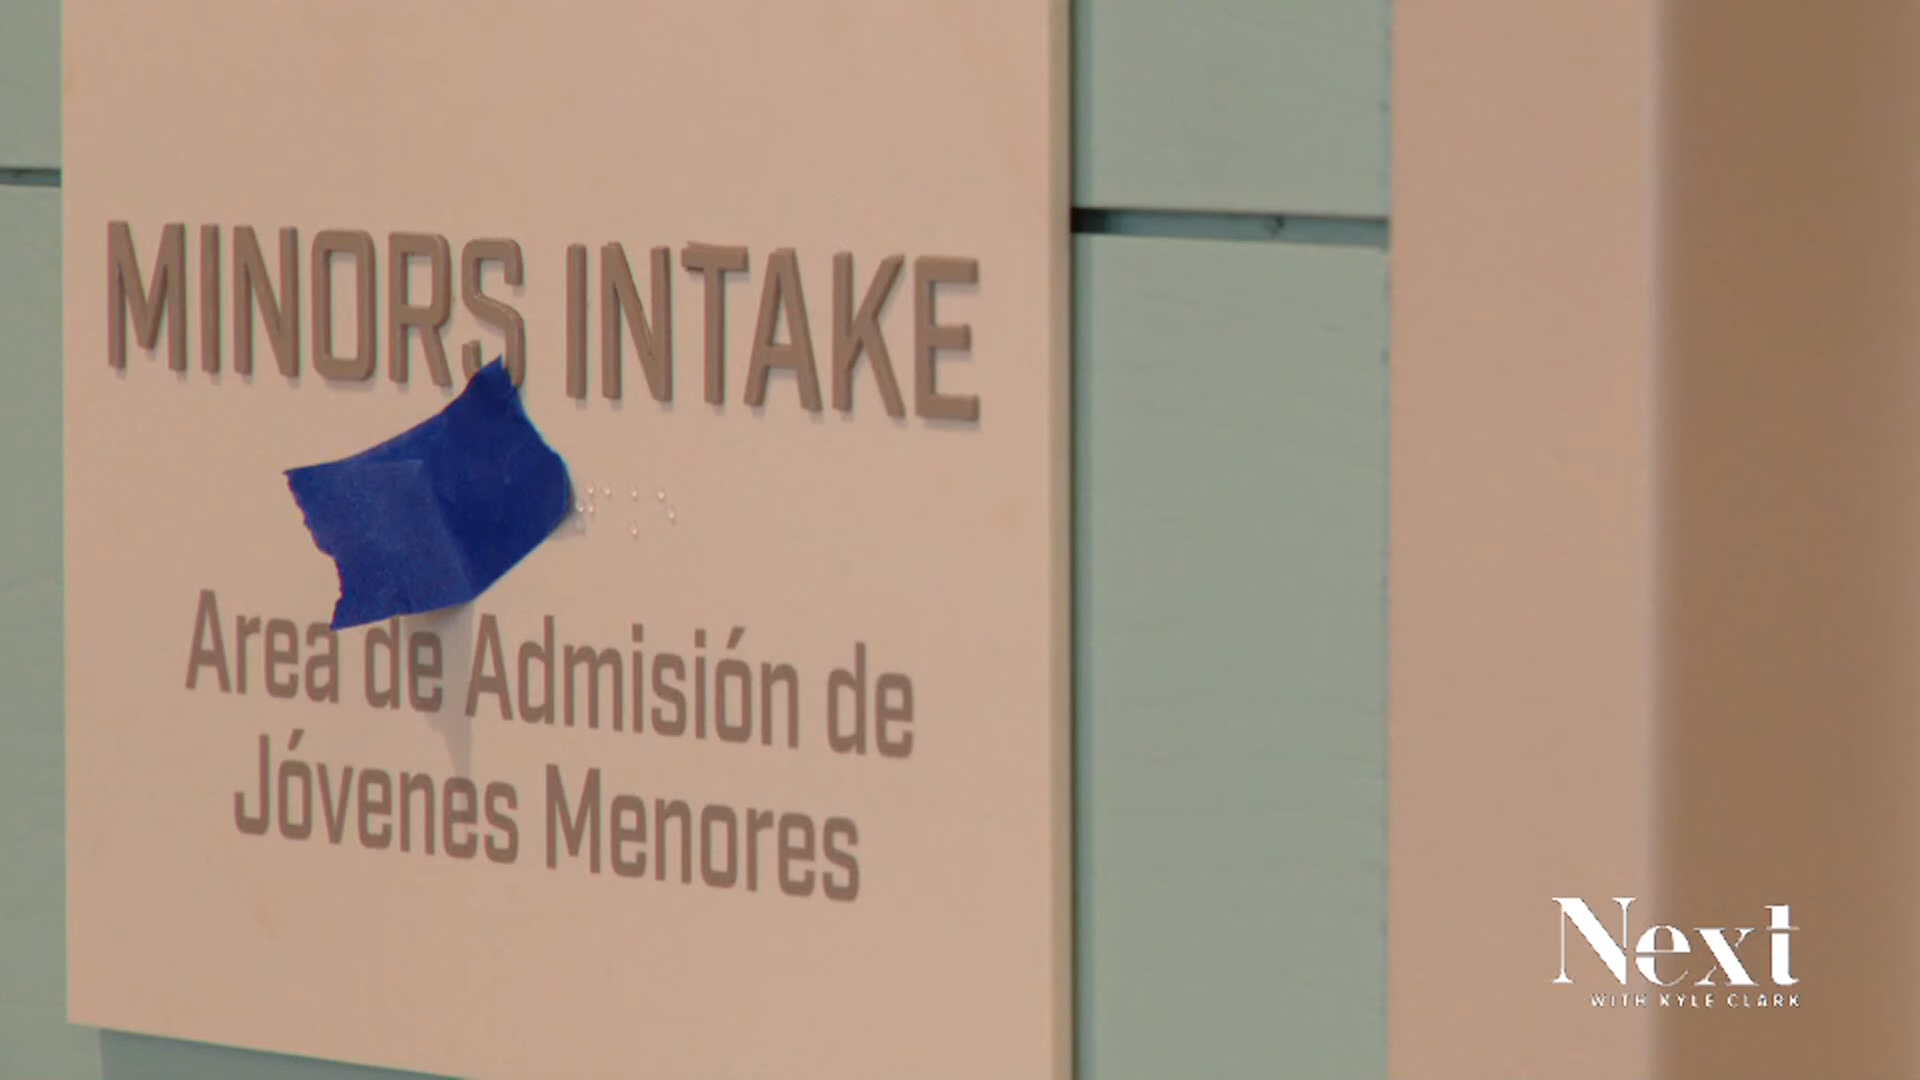 MINORS INTAKE
Area de Admisión de
Jóvenes Menores
Next
WITH KYLE CLARK